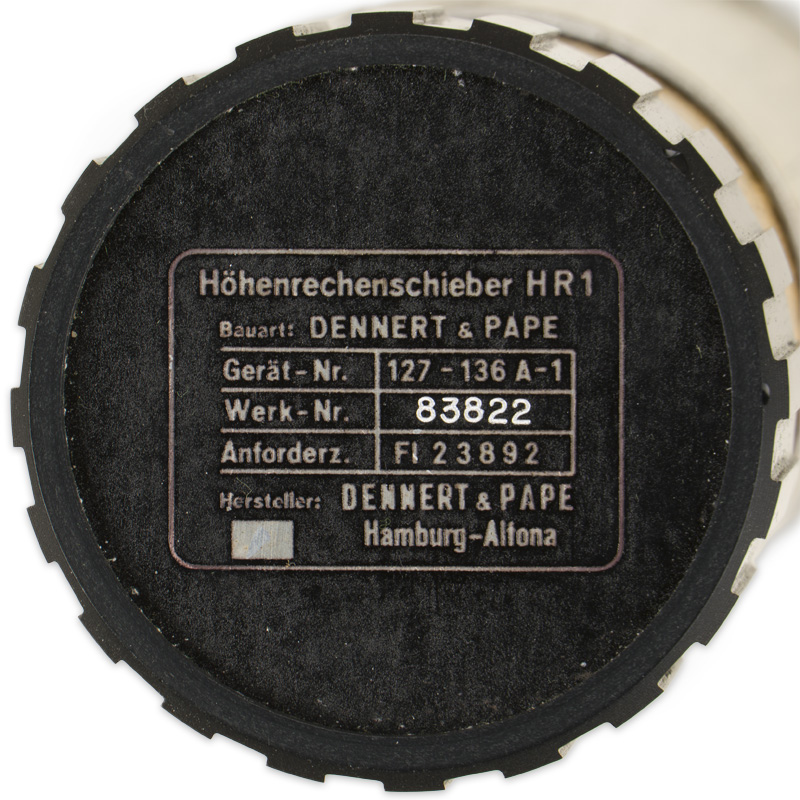 Höhenrechenschieber HR1
Bauart: DENNERT & PAPE
Gerät-Nr. 127-136 A-1
Werk-Nr. 83822
Anforderz. Fl 23892
Hersteller: DENNERT & PAPE
Hamburg-Altona